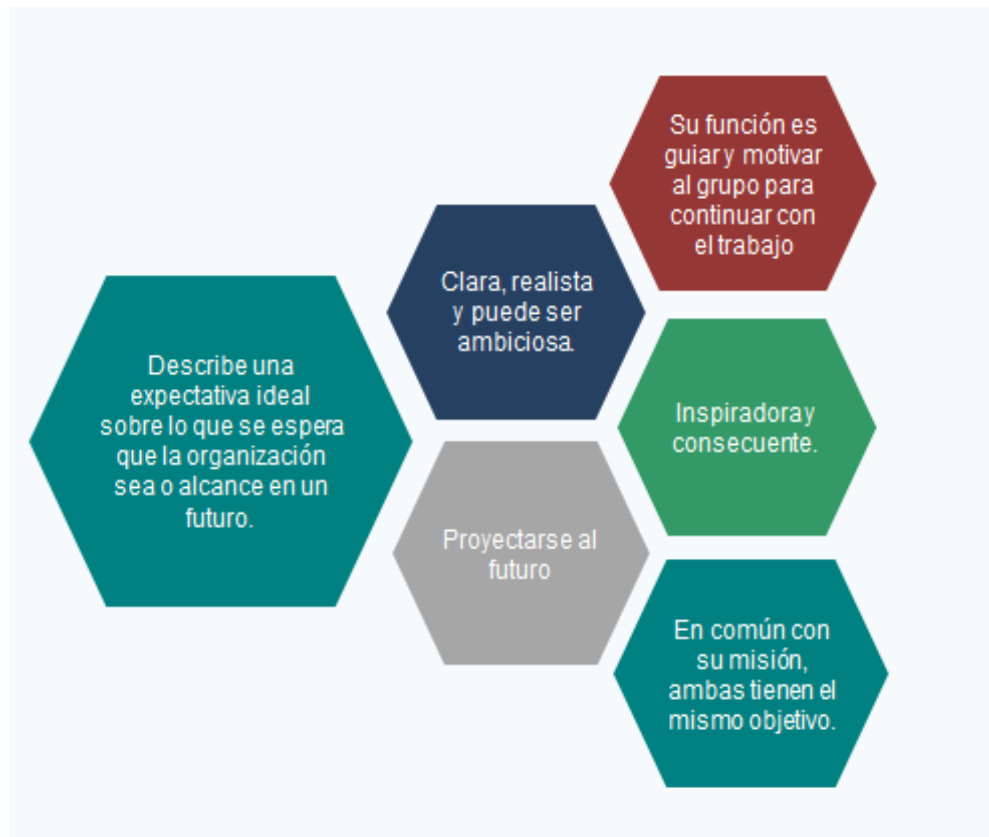 Describe una
expectativa ideal
sobre lo que se espera
que la organización
sea o alcance en un
futuro.
Clara, realista
y puede ser
ambiciosa.
Proyectarse al
futuro
Su función es
guiar y motivar
al grupo para
continuar con
el trabajo
Inspiradora y
consecuente.
En común con
su misión,
ambas tienen el
mismo objetivo.